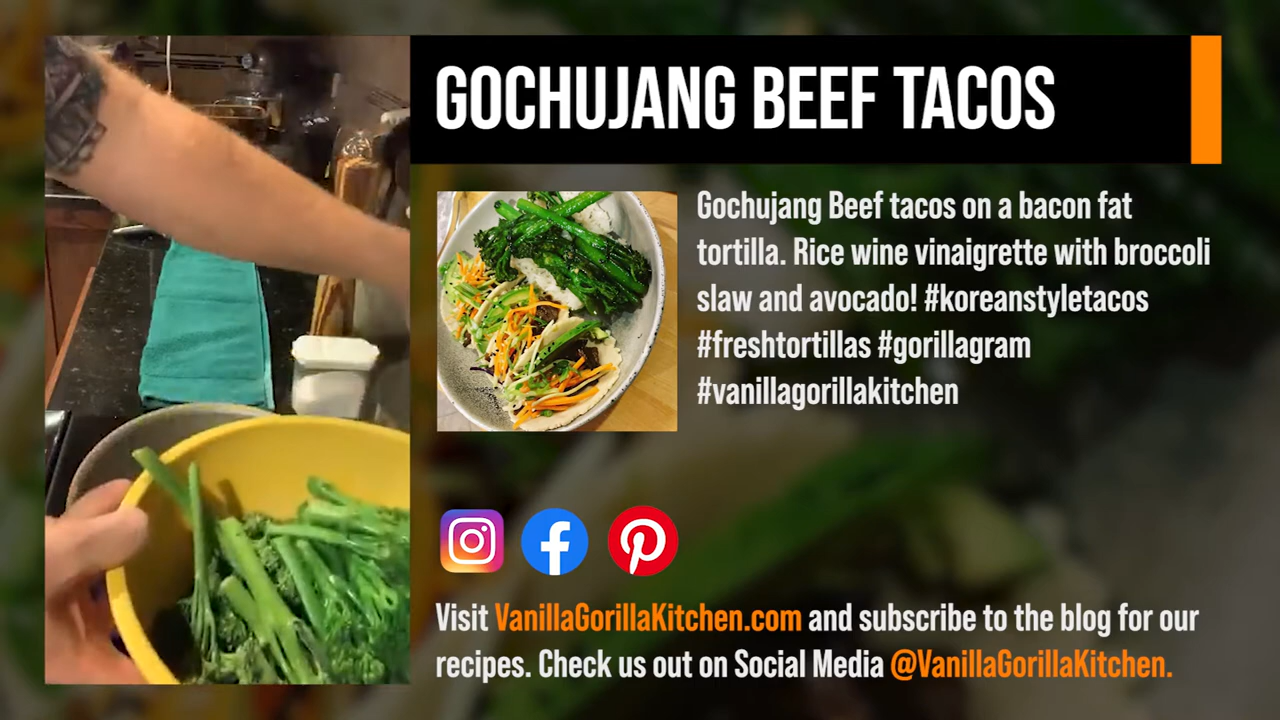 GOCHUJANG BEEF TACOS
Gochujang Beef tacos on a bacon fat
tortilla. Rice wine vinaigrette with broccoli
slaw and avocado! #koreanstyletacos
#freshtortillas #gorillagram
#vanillagorillakitchen
Visit VanillaGorillaKitchen.com and subscribe to the blog for our
recipes. Check us out on Social Media @VanillaGorillaKitchen.